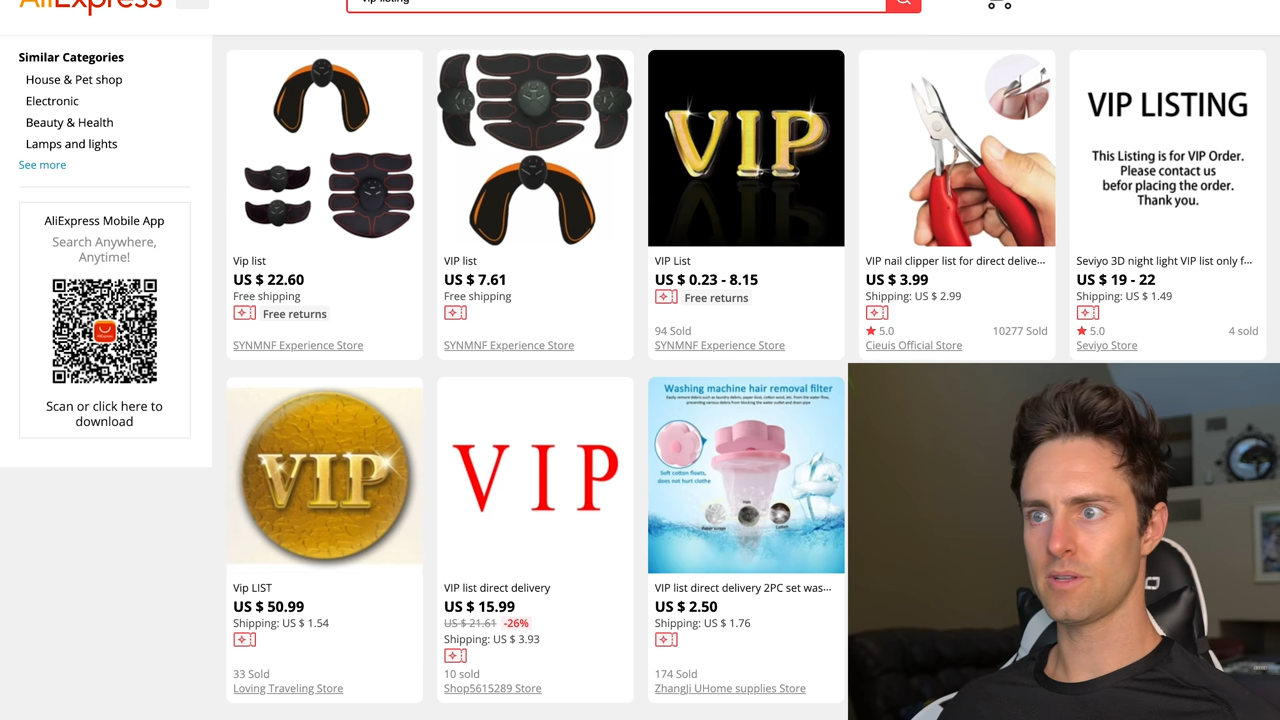 AliExpress
Similar Categories
House & Pet shop
Electronic
Beauty & Health
Lamps and lights
See more
AliExpress Mobile App
Search Anywhere,
Anytime!
Scan or click here to
download
Vip list
US $ 22.60
Free shipping
Free returns
SYNMNF Experience Store
VIP list
US $ 7.61
Free shipping
SYNMNF Experience Store
VIP
VIP List
US $ 0.23 - 8.15
Free returns
94 Sold
SYNMNF Experience Store
VIP nail clipper list for direct delive...
US $ 3.99
Shipping: US $ 2.99
5.0
10277 Sold
Cieuis Official Store
VIP LISTING
This Listing is for VIP Order.
Please contact us
befor placing the order.
Thank you.
Seviyo 3D night light VIP list only f...
US $ 19 - 22
Shipping: US $ 1.49
5.0
4 sold
Seviyo Store
VIP
Vip LIST
US $ 50.99
Shipping: US $ 1.54
33 Sold
Loving Traveling Store
V I P
VIP list direct delivery
US $ 15.99
US $ 21.61 -26%
Shipping: US $ 3.93
10 sold
Shop5615289 Store
Washing machine hair removal filter
Soft cotton floats,
does not hurt clothe
VIP list direct delivery 2PC set was...
US $ 2.50
Shipping: US $ 1.76
174 Sold
ZhangJi UHome supplies Store